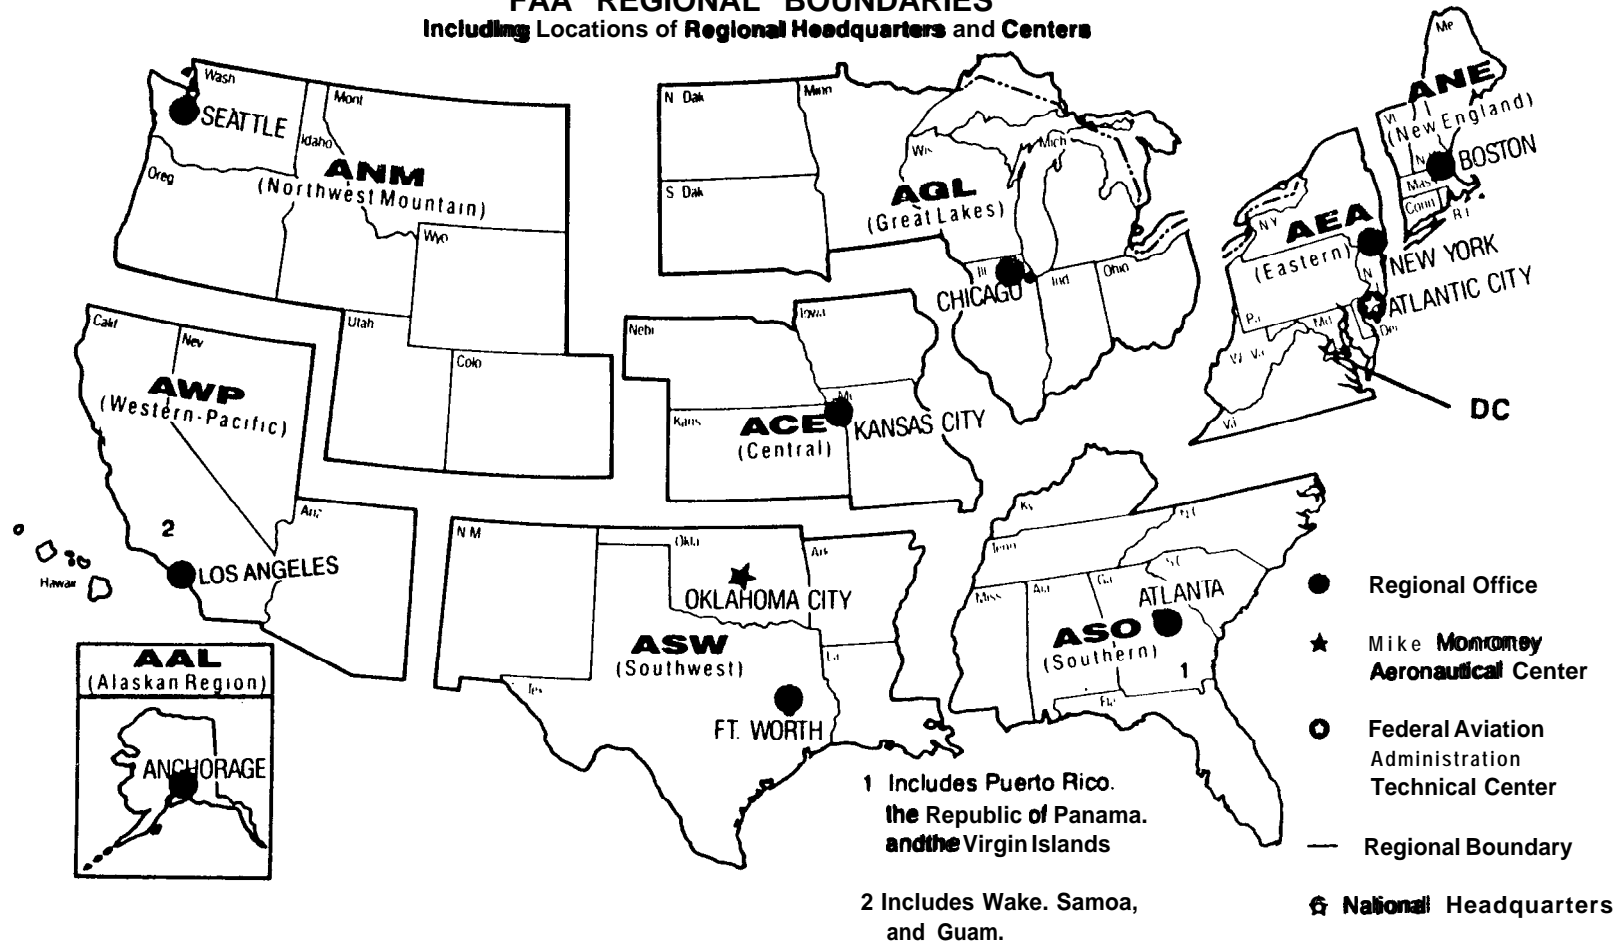 FAA REGIONAL BOUNDARIES
Including Locations of Regional Headquarters and Centers
Wash
SEATTLE
Mont
Idaho
ANM
(Northwest Mountain)
Oreg
Wyo
Utah
Colo
N Dak
S Dak
Minn
Wis
Mich
AGL
(Great Lakes)
Ill
CHICAGO
Ind
Ohio
Me
ANE
(New England)
Vt
N
BOSTON
Mass
Conn
R I
N Y
AEA
(Eastern)
NEW YORK
N
ATLANTIC CITY
Pa
Md
Del
W Va
Va
DC
Calif
Nev
AWP
(Western-Pacific)
2
LOS ANGELES
Ariz
Hawaii
Nebr
Iowa
Kans
Mo
ACE
(Central)
KANSAS CITY
N M
Okla
Ark
OKLAHOMA CITY
ASW
(Southwest)
Tex
La
FT. WORTH
Ky
N C
Tenn
S C
Miss
Ala
Ga
ATLANTA
ASO
(Southern)
1
Fla
AAL
(Alaskan Region)
ANCHORAGE
Regional Office
Mike Monroney
Aeronautical Center
Federal Aviation
Administration
Technical Center
Regional Boundary
National Headquarters
1 Includes Puerto Rico.
the Republic of Panama.
and the Virgin Islands
2 Includes Wake. Samoa,
and Guam.